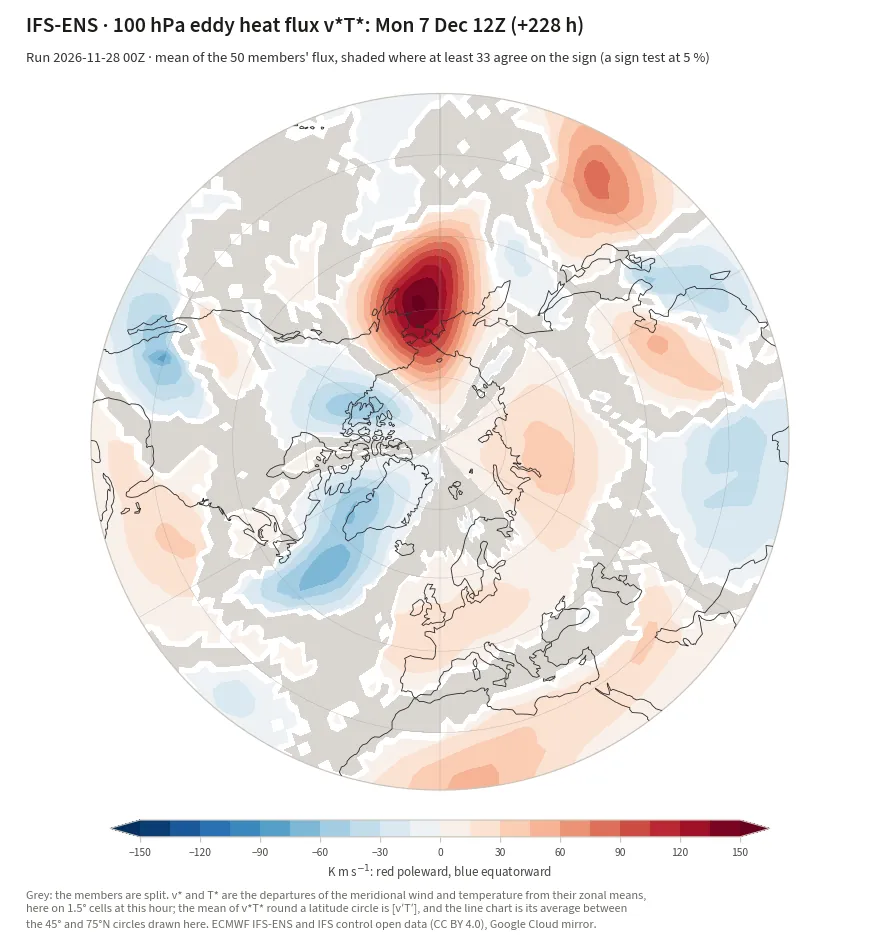 IFS-ENS · 100 hPa eddy heat flux v*T*: Mon 7 Dec 12Z (+228 h)
Run 2026-11-28 00Z · mean of the 50 members' flux, shaded where at least 33 agree on the sign (a sign test at 5 %)
−150 −120 −90 −60 −30 0 30 60 90 120 150
K m s⁻¹: red poleward, blue equatorward
Grey: the members are split. v* and T* are the departures of the meridional wind and temperature from their zonal means,
here on 1.5° cells at this hour; the mean of v*T* round a latitude circle is [v'T'], and the line chart is its average between
the 45° and 75°N circles drawn here. ECMWF IFS-ENS and IFS control open data (CC BY 4.0), Google Cloud mirror.